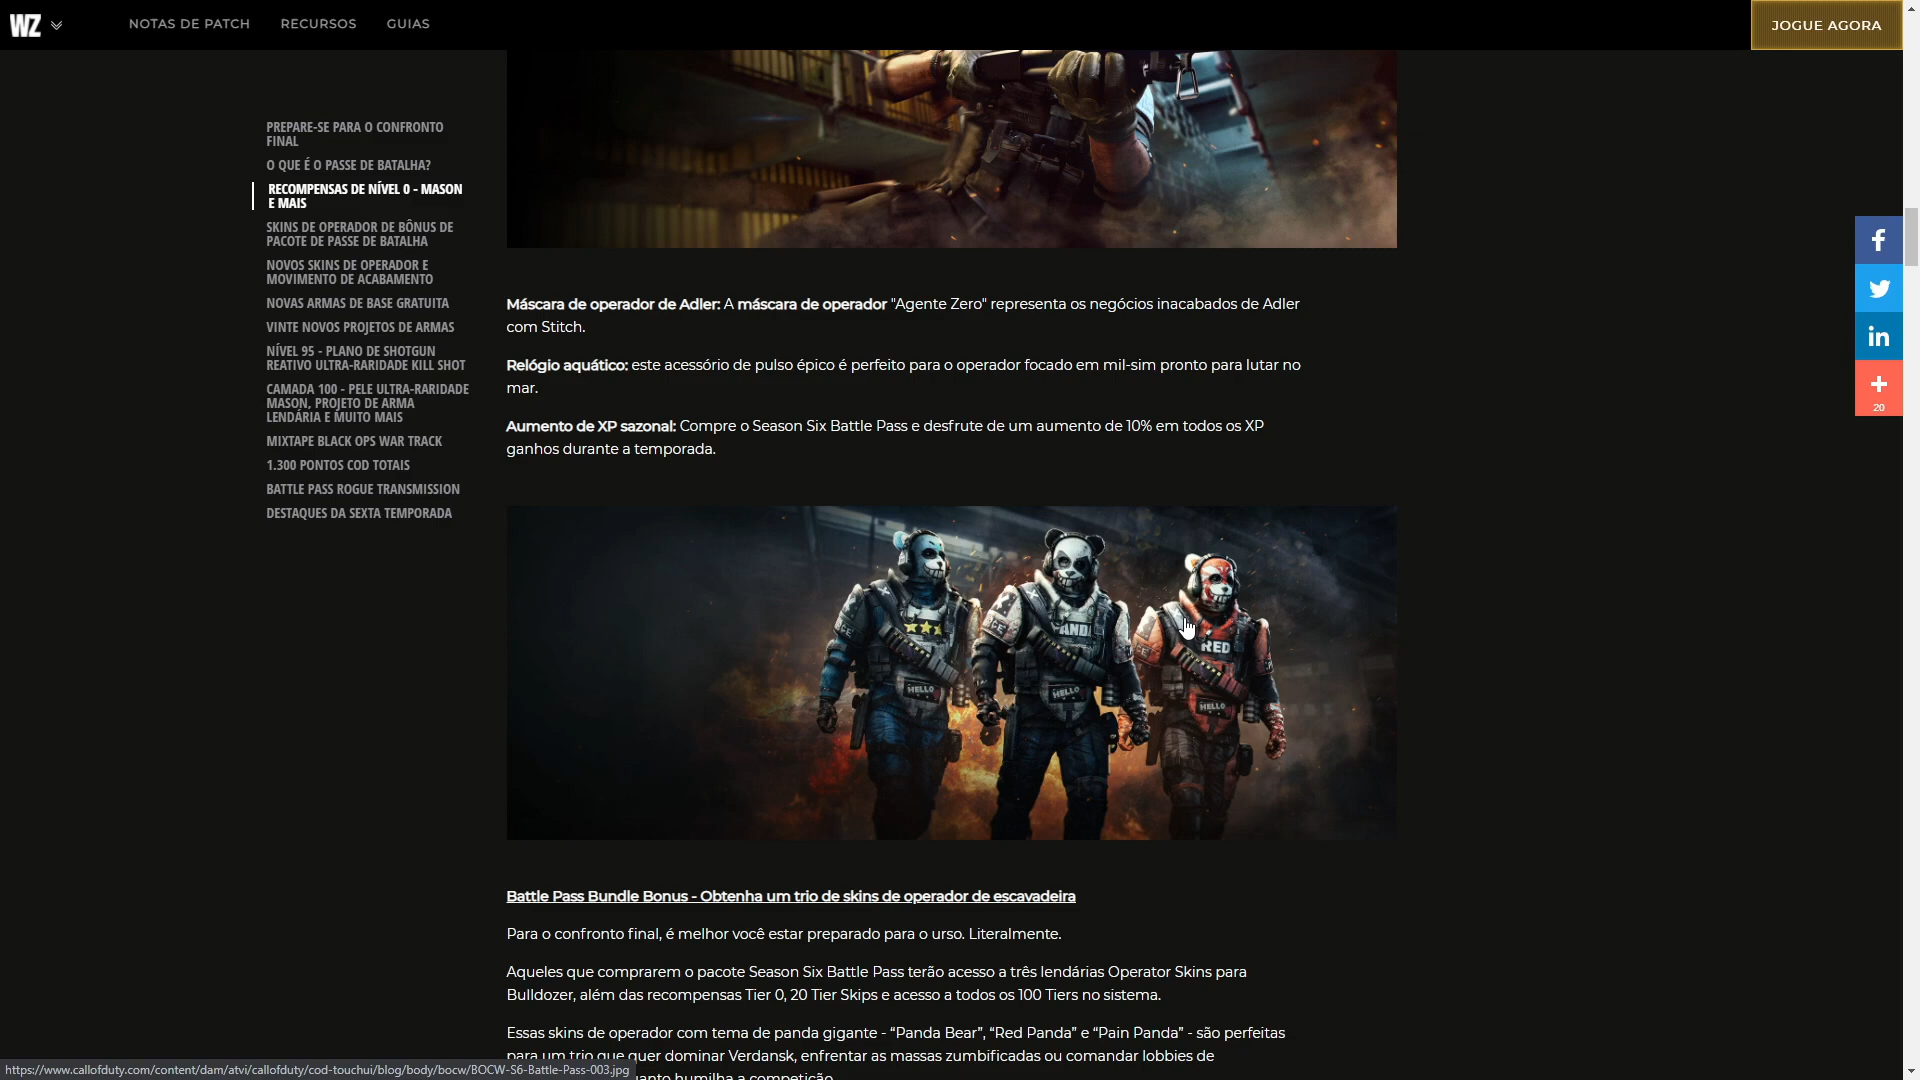 WZ
NOTAS DE PATCH
RECURSOS
GUIAS
JOGUE AGORA
PREPARE-SE PARA O CONFRONTO
FINAL
O QUE É O PASSE DE BATALHA?
RECOMPENSAS DE NÍVEL 0 - MASON
E MAIS
SKINS DE OPERADOR DE BÔNUS DE
PACOTE DE PASSE DE BATALHA
NOVOS SKINS DE OPERADOR E
MOVIMENTO DE ACABAMENTO
NOVAS ARMAS DE BASE GRATUITA
VINTE NOVOS PROJETOS DE ARMAS
NÍVEL 95 - PLANO DE SHOTGUN
REATIVO ULTRA-RARIDADE KILL SHOT
CAMADA 100 - PELE ULTRA-RARIDADE
MASON, PROJETO DE ARMA
LENDÁRIA E MUITO MAIS
MIXTAPE BLACK OPS WAR TRACK
1.300 PONTOS COD TOTAIS
BATTLE PASS ROGUE TRANSMISSION
DESTAQUES DA SEXTA TEMPORADA
Máscara de operador de Adler: A máscara de operador "Agente Zero" representa os negócios inacabados de Adler
com Stitch.
Relógio aquático: este acessório de pulso épico é perfeito para o operador focado em mil-sim pronto para lutar no
mar.
Aumento de XP sazonal: Compre o Season Six Battle Pass e desfrute de um aumento de 10% em todos os XP
ganhos durante a temporada.
PANDA
RED
HELLO
HELLO
HELLO
Battle Pass Bundle Bonus - Obtenha um trio de skins de operador de escavadeira
Para o confronto final, é melhor você estar preparado para o urso. Literalmente.
Aqueles que comprarem o pacote Season Six Battle Pass terão acesso a três lendárias Operator Skins para
Bulldozer, além das recompensas Tier 0, 20 Tier Skips e acesso a todos os 100 Tiers no sistema.
Essas skins de operador com tema de panda gigante - “Panda Bear”, “Red Panda” e “Pain Panda” - são perfeitas
para um trio que quer dominar Verdansk, enfrentar as massas zumbificadas ou comandar lobbies de
humilha a competição
https://www.callofduty.com/content/dam/atvi/callofduty/cod-touchui/blog/body/bocw/BOCW-S6-Battle-Pass-003.jpg
f
in
+
20